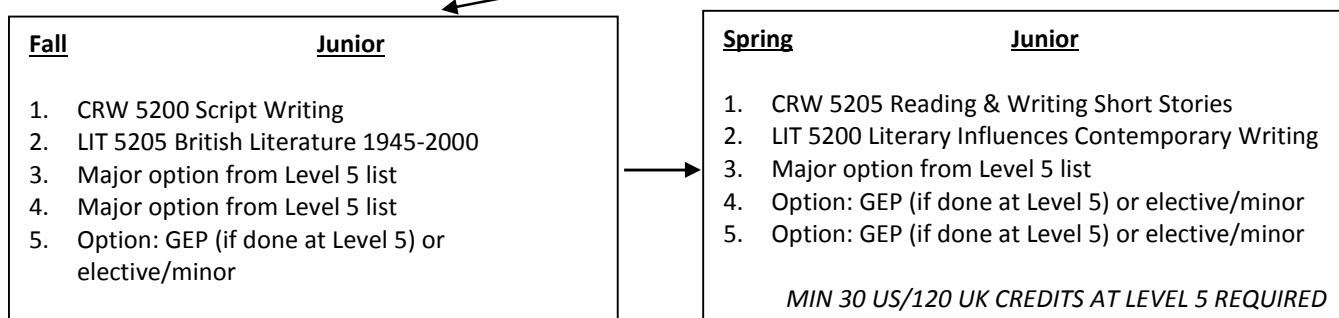 Fall Junior
1. CRW 5200 Script Writing
2. LIT 5205 British Literature 1945-2000
3. Major option from Level 5 list
4. Major option from Level 5 list
5. Option: GEP (if done at Level 5) or
elective/minor
Spring Junior
1. CRW 5205 Reading & Writing Short Stories
2. LIT 5200 Literary Influences Contemporary Writing
3. Major option from Level 5 list
4. Option: GEP (if done at Level 5) or elective/minor
5. Option: GEP (if done at Level 5) or elective/minor
MIN 30 US/120 UK CREDITS AT LEVEL 5 REQUIRED